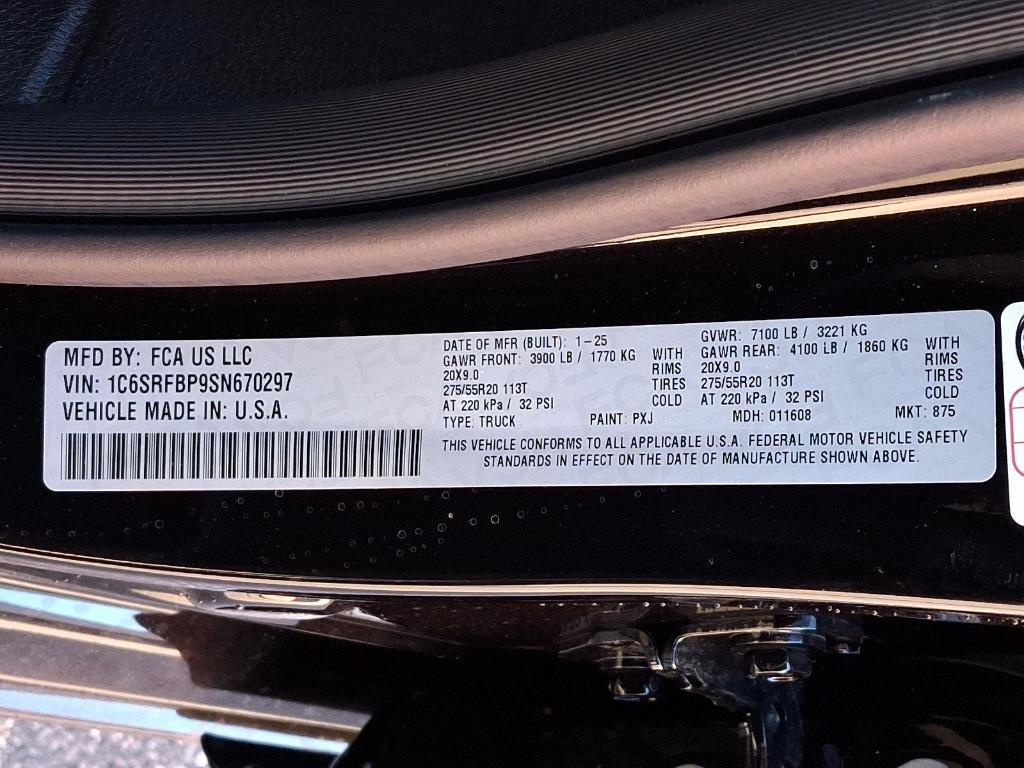 MFD BY: FCA US LLC
VIN: 1C6SRFBP9SN670297
VEHICLE MADE IN: U.S.A.
DATE OF MFR (BUILT): 1-25
GAWR FRONT: 3900 LB / 1770 KG
20X9.0
275/55R20 113T
AT 220 kPa / 32 PSI
WITH
RIMS
TIRES
COLD
GVWR: 7100 LB / 3221 KG
GAWR REAR: 4100 LB / 1860 KG
20X9.0
275/55R20 113T
AT 220 kPa / 32 PSI
WITH
RIMS
TIRES
COLD
TYPE: TRUCK PAINT: PXJ MDH: 011608 MKT: 875
THIS VEHICLE CONFORMS TO ALL APPLICABLE U.S.A. FEDERAL MOTOR VEHICLE SAFETY
STANDARDS IN EFFECT ON THE DATE OF MANUFACTURE SHOWN ABOVE.